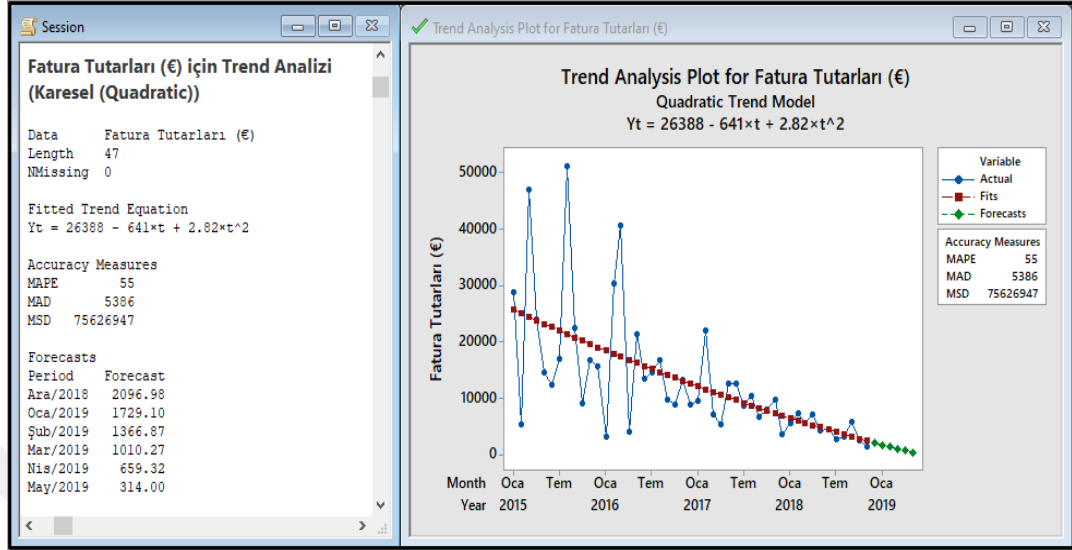 Session
Fatura Tutarları (€) için Trend Analizi
(Karesel (Quadratic))
Data Fatura Tutarları (€)
Length 47
NMissing 0
Fitted Trend Equation
Yt = 26388 - 641×t + 2.82×t^2
Accuracy Measures
MAPE 55
MAD 5386
MSD 75626947
Forecasts
Period Forecast
Ara/2018 2096.98
Oca/2019 1729.10
Şub/2019 1366.87
Mar/2019 1010.27
Nis/2019 659.32
May/2019 314.00
Trend Analysis Plot for Fatura Tutarları (€)
Trend Analysis Plot for Fatura Tutarları (€)
Quadratic Trend Model
Yt = 26388 - 641×t + 2.82×t^2
Fatura Tutarları (€)
50000
40000
30000
20000
10000
0
Month Oca Tem Oca Tem Oca Tem Oca Tem Oca
Year 2015 2016 2017 2018 2019
Variable
Actual
Fits
Forecasts
Accuracy Measures
MAPE 55
MAD 5386
MSD 75626947